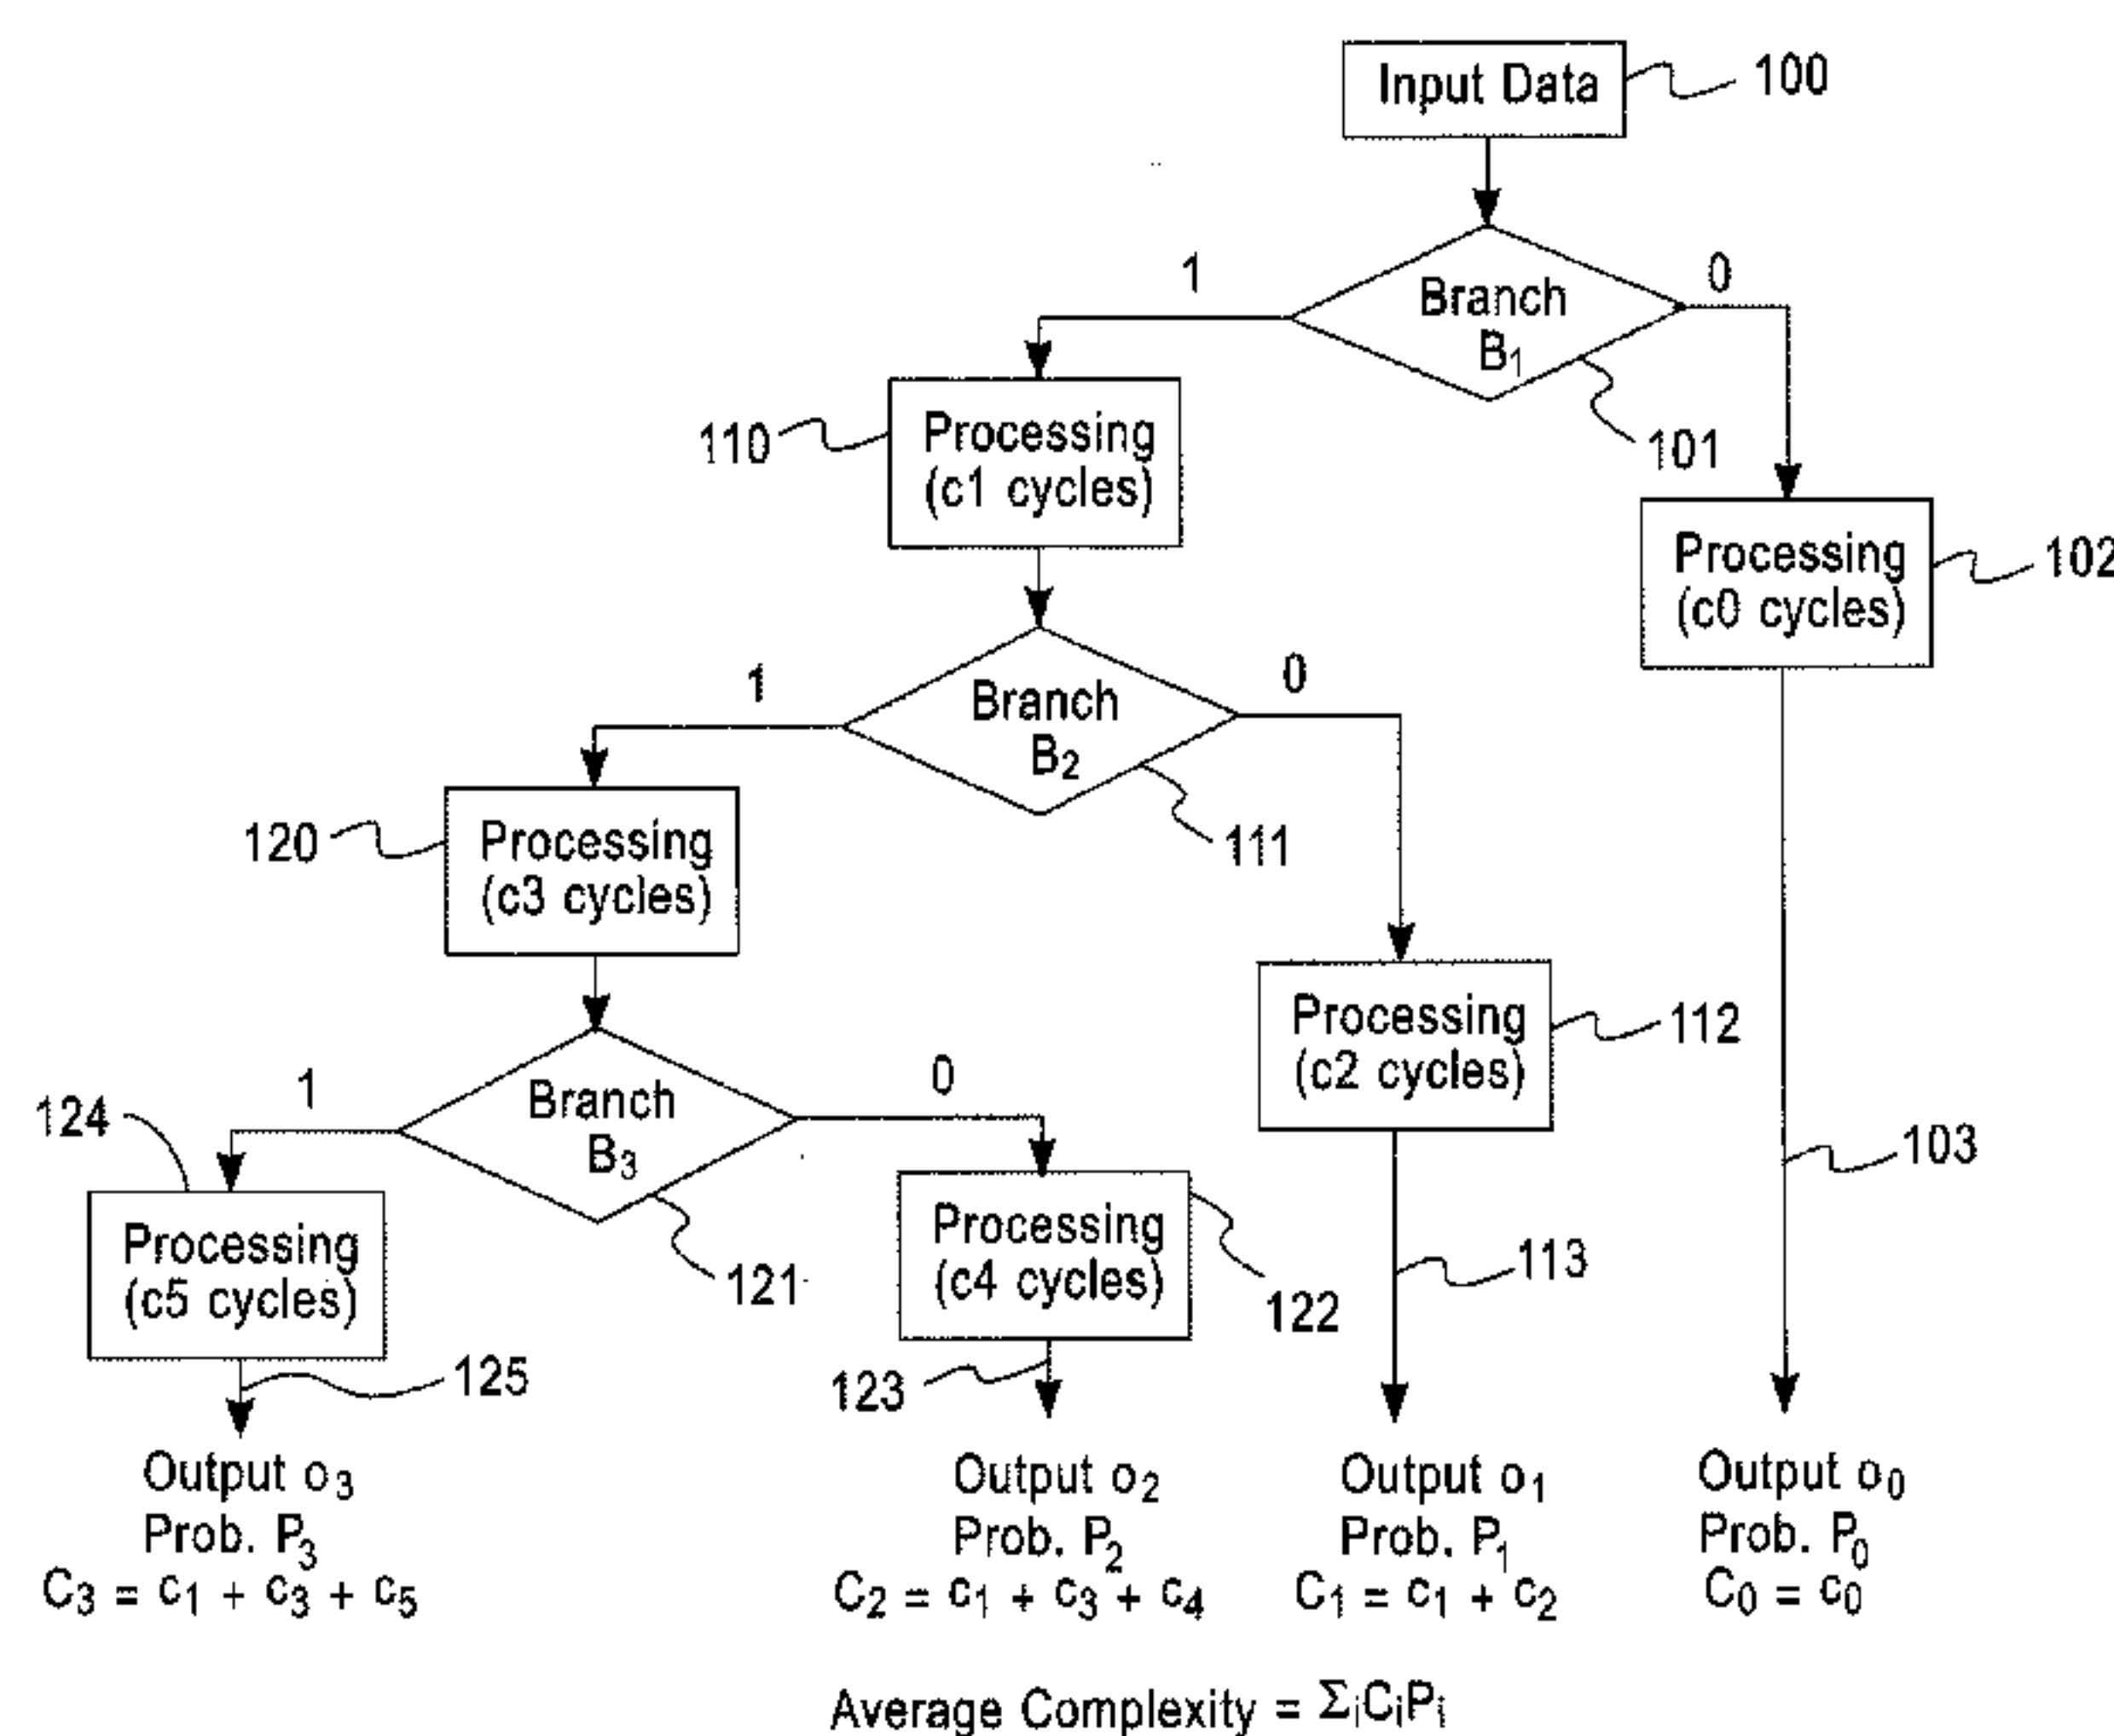 Input Data
100
1
0
Branch
B₁
101
110
Processing
(c1 cycles)
Processing
(c0 cycles)
102
1
0
Branch
B₂
111
120
Processing
(c3 cycles)
Processing
(c2 cycles)
112
1
0
Branch
B₃
121
124
Processing
(c5 cycles)
Processing
(c4 cycles)
122
103
113
125
123
Output o₃
Prob. P₃
C₃ = c₁ + c₃ + c₅
Output o₂
Prob. P₂
C₂ = c₁ + c₃ + c₄
Output o₁
Prob. P₁
C₁ = c₁ + c₂
Output o₀
Prob. P₀
C₀ = c₀
Average Complexity = ΣᵢCᵢPᵢ